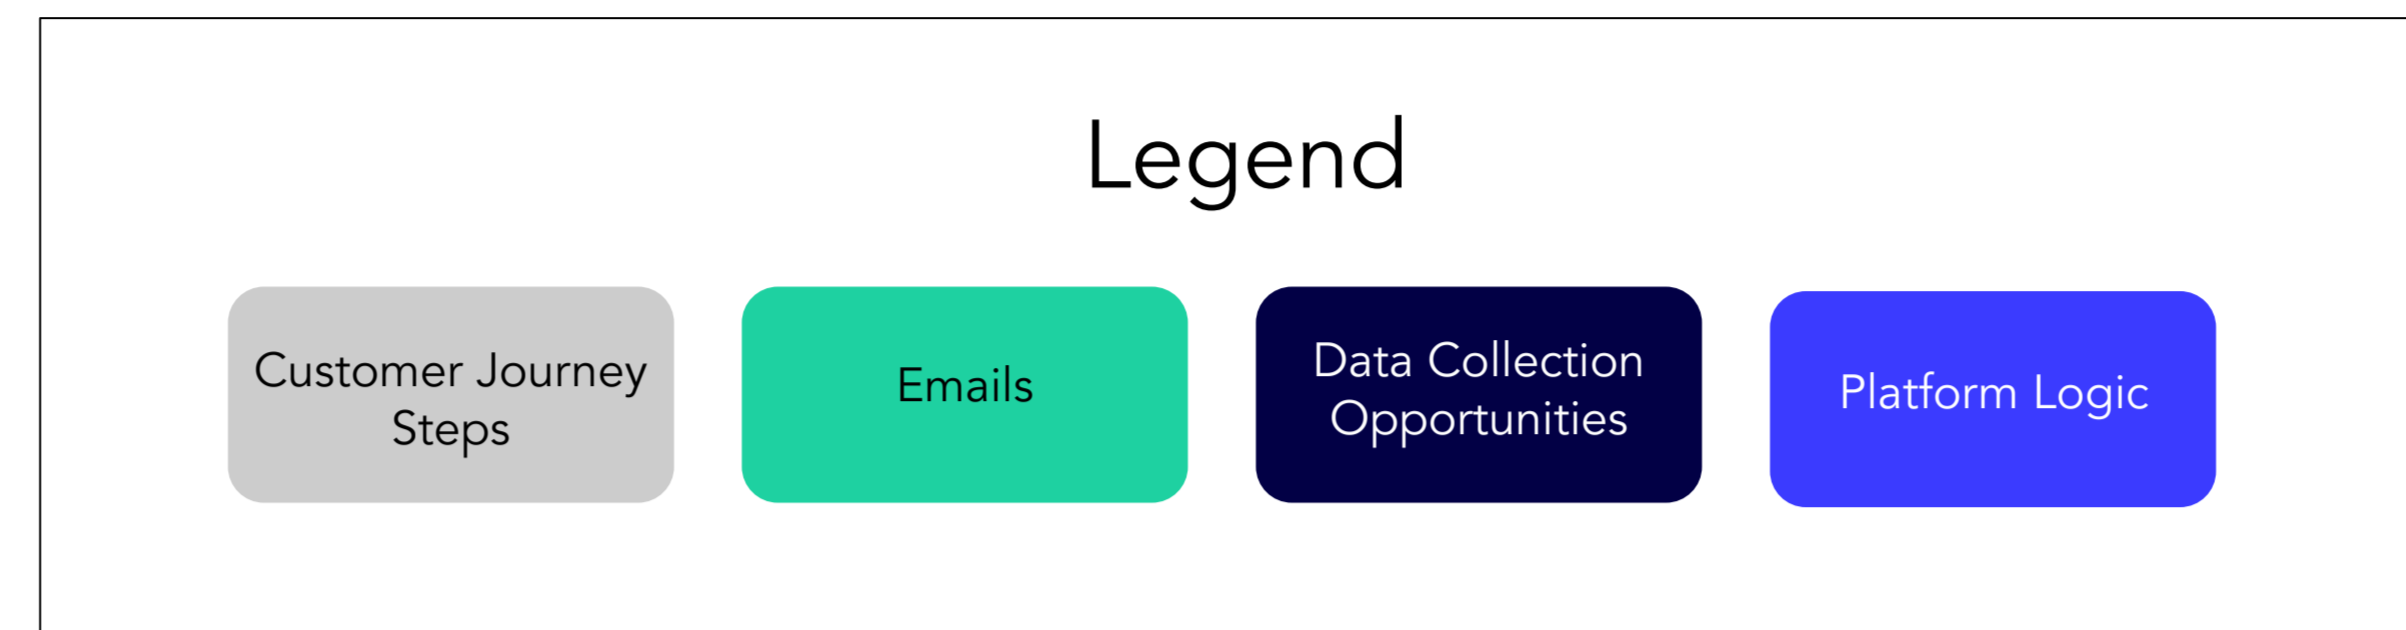 Legend
Customer Journey
Steps
Emails
Data Collection
Opportunities
Platform Logic